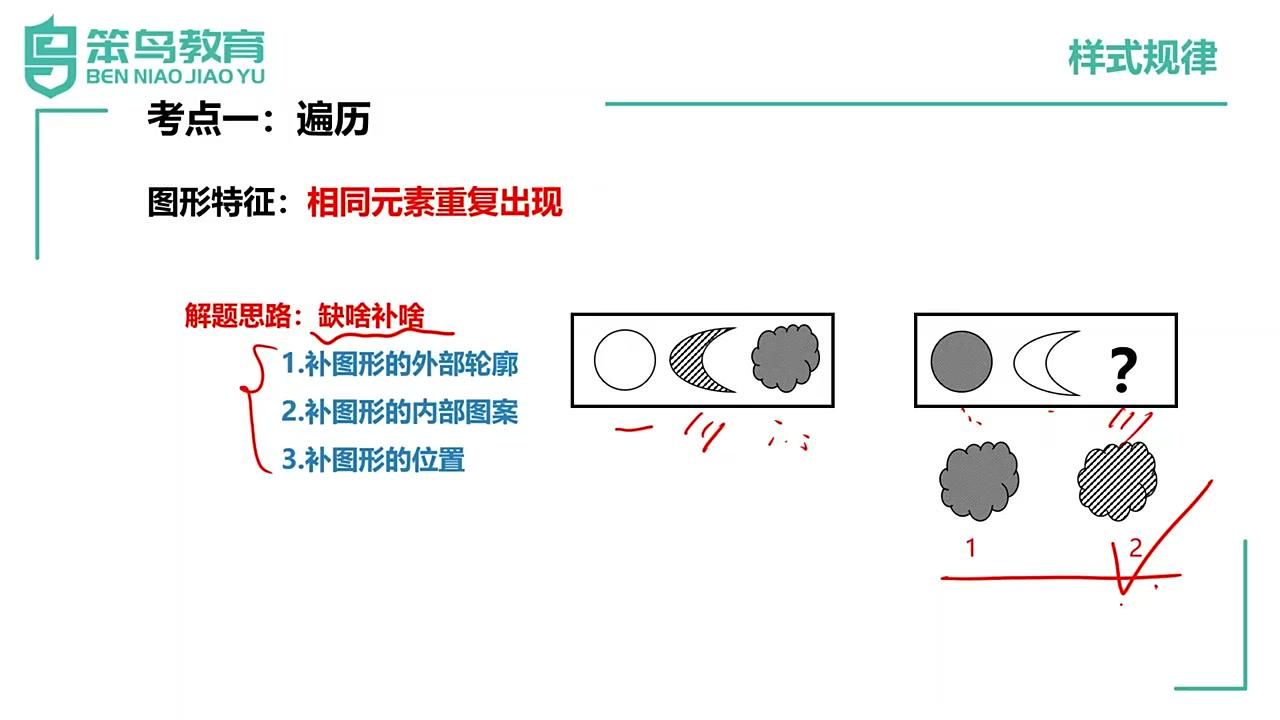 笨鸟教育
BEN NIAO JIAO YU
样式规律
考点一：遍历
图形特征：相同元素重复出现
解题思路：缺啥补啥
1.补图形的外部轮廓
2.补图形的内部图案
3.补图形的位置
?
1
2